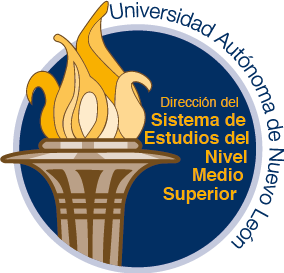 Universidad Autónoma de Nuevo León
Dirección del
Sistema de
Estudios del
Nivel
Medio
Superior